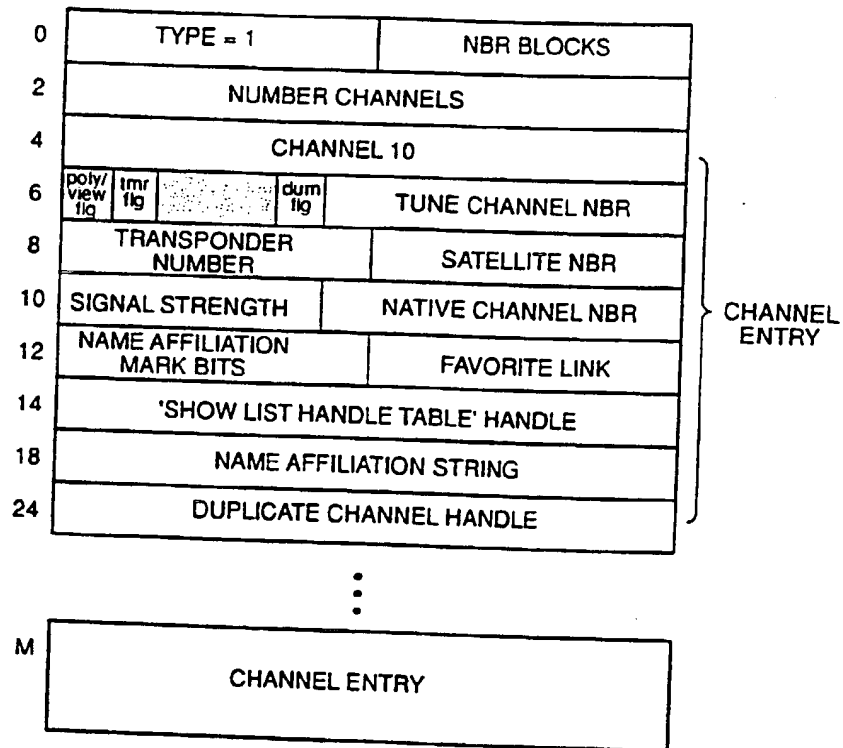 0 TYPE = 1 NBR BLOCKS
2 NUMBER CHANNELS
4 CHANNEL 10
6 poly/ view flg tmr flg dum flg TUNE CHANNEL NBR
8 TRANSPONDER NUMBER SATELLITE NBR
10 SIGNAL STRENGTH NATIVE CHANNEL NBR
CHANNEL ENTRY
12 NAME AFFILIATION MARK BITS FAVORITE LINK
14 'SHOW LIST HANDLE TABLE' HANDLE
18 NAME AFFILIATION STRING
24 DUPLICATE CHANNEL HANDLE
M CHANNEL ENTRY